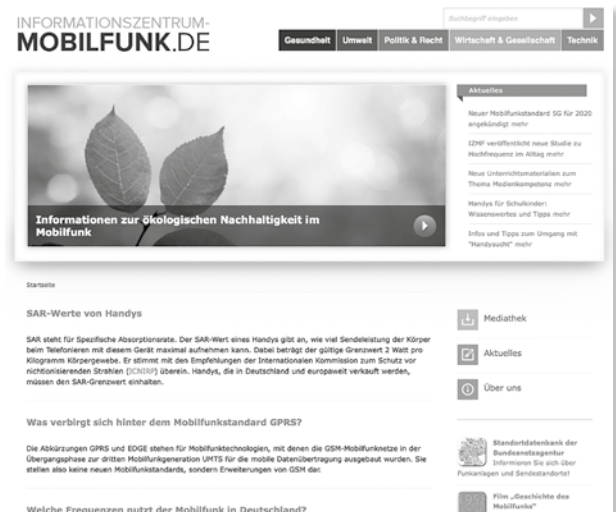 INFORMATIONSZENTRUM-
MOBILFUNK.DE
Suchbegriff eingeben
Gesundheit Umwelt Politik & Recht Wirtschaft & Gesellschaft Technik
Informationen zur ökologischen Nachhaltigkeit im
Mobilfunk
Aktuelles
Neuer Mobilfunkstandard 5G für 2020
angekündigt mehr
IZMF veröffentlicht neue Studie zu
Hochfrequenz im Alltag mehr
Neue Unterrichtsmaterialien zum
Thema Medienkompetenz mehr
Handys für Schulkinder:
Wissenswertes und Tipps mehr
Infos und Tipps zum Umgang mit
"Handysucht" mehr
Startseite
SAR-Werte von Handys
SAR steht für Spezifische Absorptionsrate. Der SAR-Wert eines Handys gibt an, wie viel Sendeleistung der Körper
beim Telefonieren mit diesem Gerät maximal aufnehmen kann. Dabei beträgt der gültige Grenzwert 2 Watt pro
Kilogramm Körpergewebe. Er stimmt mit den Empfehlungen der Internationalen Kommission zum Schutz vor
nichtionisierenden Strahlen (ICNIRP) überein. Handys, die in Deutschland und europaweit verkauft werden,
müssen den SAR-Grenzwert einhalten.
Was verbirgt sich hinter dem Mobilfunkstandard GPRS?
Die Abkürzungen GPRS und EDGE stehen für Mobilfunktechnologien, mit denen die GSM-Mobilfunknetze in der
Übergangsphase zur dritten Mobilfunkgeneration UMTS für die mobile Datenübertragung ausgebaut wurden. Sie
stellen also keine neuen Mobilfunkstandards, sondern Erweiterungen von GSM dar.
Welche Frequenzen nutzt der Mobilfunk in Deutschland?
Mediathek
Aktuelles
Über uns
Standortdatenbank der
Bundesnetzagentur
Informieren Sie sich über
Funkanlagen und Sendestandorte!
Film „Geschichte des
Mobilfunks"